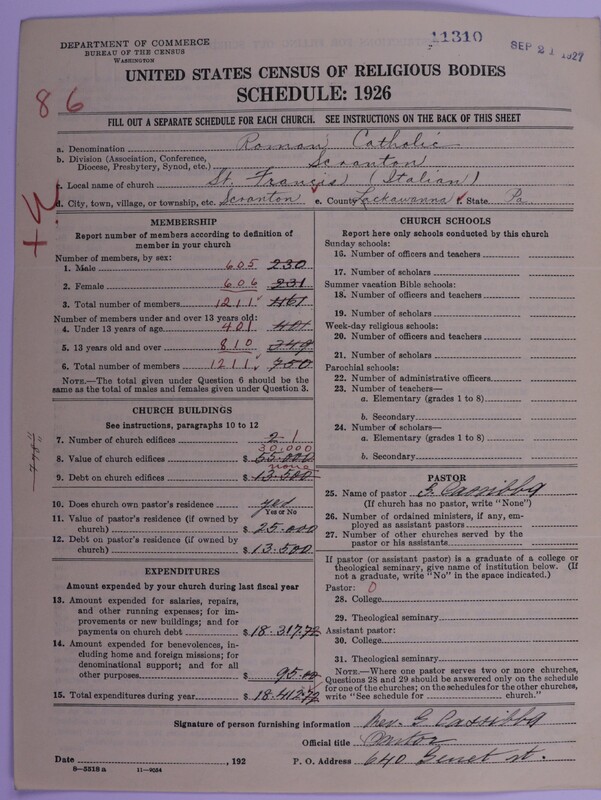 DEPARTMENT OF COMMERCE
BUREAU OF THE CENSUS
WASHINGTON
11310
SEP 21 1927
UNITED STATES CENSUS OF RELIGIOUS BODIES
SCHEDULE: 1926
86
FILL OUT A SEPARATE SCHEDULE FOR EACH CHURCH. SEE INSTRUCTIONS ON THE BACK OF THIS SHEET
a. Denomination Roman Catholic
b. Division (Association, Conference,
Diocese, Presbytery, Synod, etc.) Scranton
c. Local name of church St. Francis (Italian)
d. City, town, village, or township, etc. Scranton e. County Lackawanna f. State Pa
MEMBERSHIP
Report number of members according to definition of
member in your church
Number of members, by sex:
1. Male 605 230
2. Female 606 231
3. Total number of members 1211 461
Number of members under and over 13 years old:
4. Under 13 years of age 401 401
5. 13 years old and over 810 349
6. Total number of members 1211 750
NOTE.—The total given under Question 6 should be
the same as the total of males and females given under Question 3.
CHURCH BUILDINGS
See instructions, paragraphs 10 to 12
7. Number of church edifices 2 1
30,000
8. Value of church edifices $ 55.000
none
9. Debt on church edifices $ 13.500
10. Does church own pastor's residence yes
Yes or No
11. Value of pastor's residence (if owned by
church) $ 25.000
12. Debt on pastor's residence (if owned by
church) $ 13.500
EXPENDITURES
Amount expended by your church during last fiscal year
13. Amount expended for salaries, repairs,
and other running expenses; for im-
provements or new buildings; and for
payments on church debt $ 18.317.72
14. Amount expended for benevolences, in-
cluding home and foreign missions; for
denominational support; and for all
other purposes $ 95.00
15. Total expenditures during year $ 18.412.72
CHURCH SCHOOLS
Report here only schools conducted by this church
Sunday schools:
16. Number of officers and teachers
17. Number of scholars
Summer vacation Bible schools:
18. Number of officers and teachers
19. Number of scholars
Week-day religious schools:
20. Number of officers and teachers
21. Number of scholars
Parochial schools:
22. Number of administrative officers
23. Number of teachers—
a. Elementary (grades 1 to 8)
b. Secondary
24. Number of scholars—
a. Elementary (grades 1 to 8)
b. Secondary
PASTOR
25. Name of pastor
(If church has no pastor, write "None")
26. Number of ordained ministers, if any, em-
ployed as assistant pastors
27. Number of other churches served by the
pastor or his assistants
If pastor (or assistant pastor) is a graduate of a college or
theological seminary, give name of institution below. (If
not a graduate, write "No" in the space indicated.)
Pastor: 0
28. College
29. Theological seminary
Assistant pastor:
30. College
31. Theological seminary
NOTE.—Where one pastor serves two or more churches,
Questions 28 and 29 should be answered only on the schedule
for one of the churches; on the schedules for the other churches,
write "See schedule for church."
Signature of person furnishing information Rev. G.
Official title Pastor
Date , 192 P. O. Address 640 Genet st.
8—5518a 11—9034